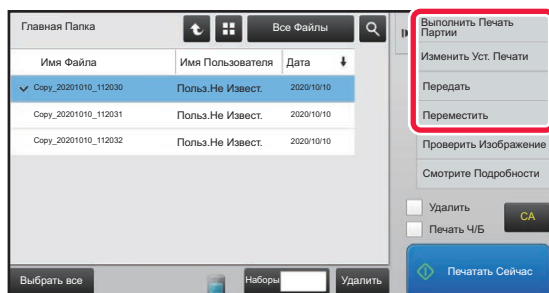 Главная Папка
Все Файлы
Имя Файла
Имя Пользователя
Дата
Copy_20201010_112030
Польз.Не Извест.
2020/10/10
Copy_20201010_112031
Польз.Не Извест.
2020/10/10
Copy_20201010_112032
Польз.Не Извест.
2020/10/10
Выбрать все
Наборы
Удалить
Выполнить Печать
Партии
Изменить Уст. Печати
Передать
Переместить
Проверить Изображение
Смотрите Подробности
Удалить
Печать Ч/Б
CA
Печатать Сейчас